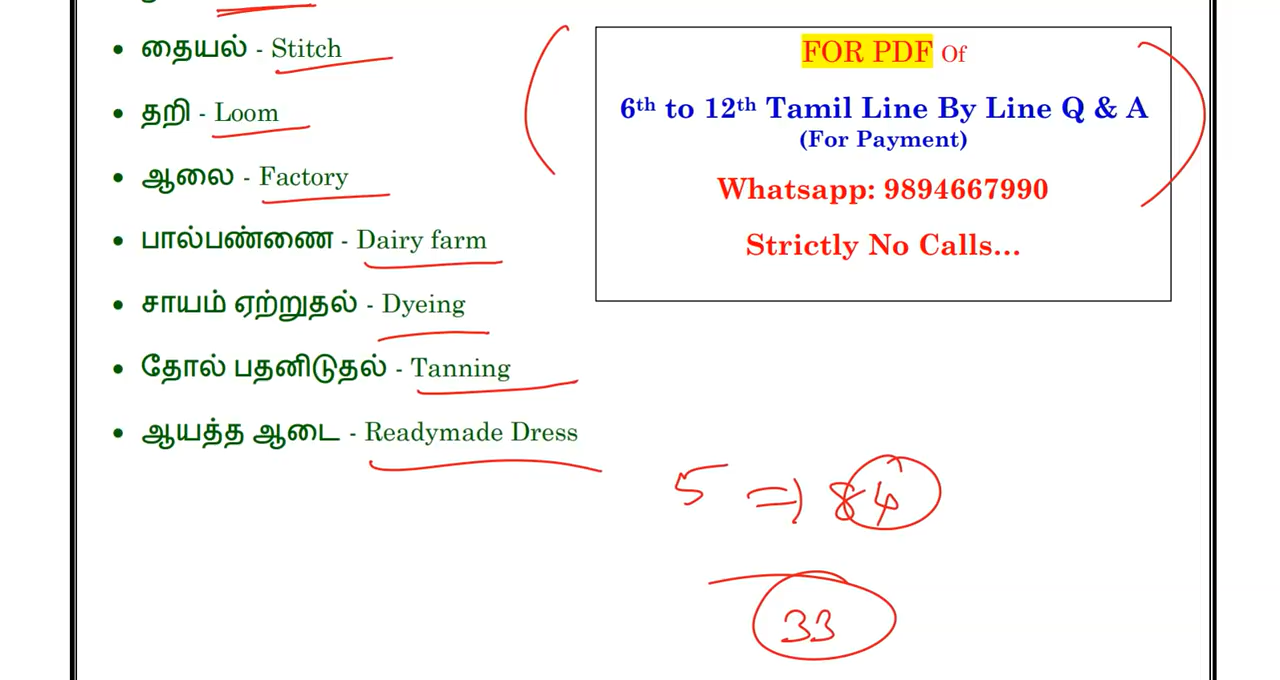 • தையல் - Stitch
• தறி - Loom
• ஆலை - Factory
• பால்பண்ணை - Dairy farm
• சாயம் ஏற்றுதல் - Dyeing
• தோல் பதனிடுதல் - Tanning
• ஆயத்த ஆடை - Readymade Dress
FOR PDF Of
6th to 12th Tamil Line By Line Q & A
(For Payment)
Whatsapp: 9894667990
Strictly No Calls...
5 => 84
33